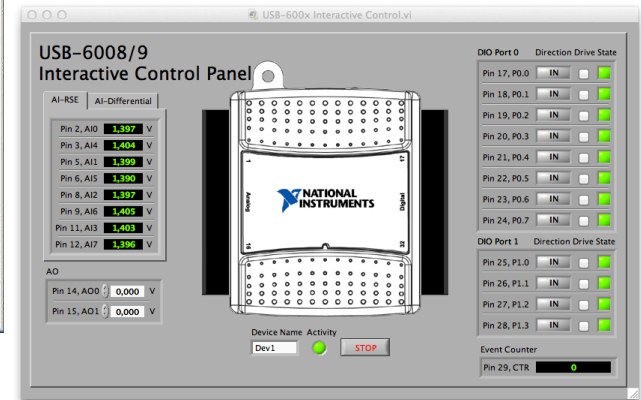 USB-600x Interactive Control.vi
USB-6008/9
Interactive Control Panel
AI-RSE AI-Differential
Pin 2, AI0 1,397 V
Pin 3, AI4 1,404 V
Pin 5, AI1 1,399 V
Pin 6, AI5 1,390 V
Pin 8, AI2 1,397 V
Pin 9, AI6 1,405 V
Pin 11, AI3 1,403 V
Pin 12, AI7 1,396 V
AO
Pin 14, AO0 0,000 V
Pin 15, AO1 0,000 V
1 17
Analog
NATIONAL
INSTRUMENTS
Digital
16 32
Device Name Activity
Dev1 STOP
DIO Port 0 Direction Drive State
Pin 17, P0.0 IN
Pin 18, P0.1 IN
Pin 19, P0.2 IN
Pin 20, P0.3 IN
Pin 21, P0.4 IN
Pin 22, P0.5 IN
Pin 23, P0.6 IN
Pin 24, P0.7 IN
DIO Port 1 Direction Drive State
Pin 25, P1.0 IN
Pin 26, P1.1 IN
Pin 27, P1.2 IN
Pin 28, P1.3 IN
Event Counter
Pin 29, CTR 0